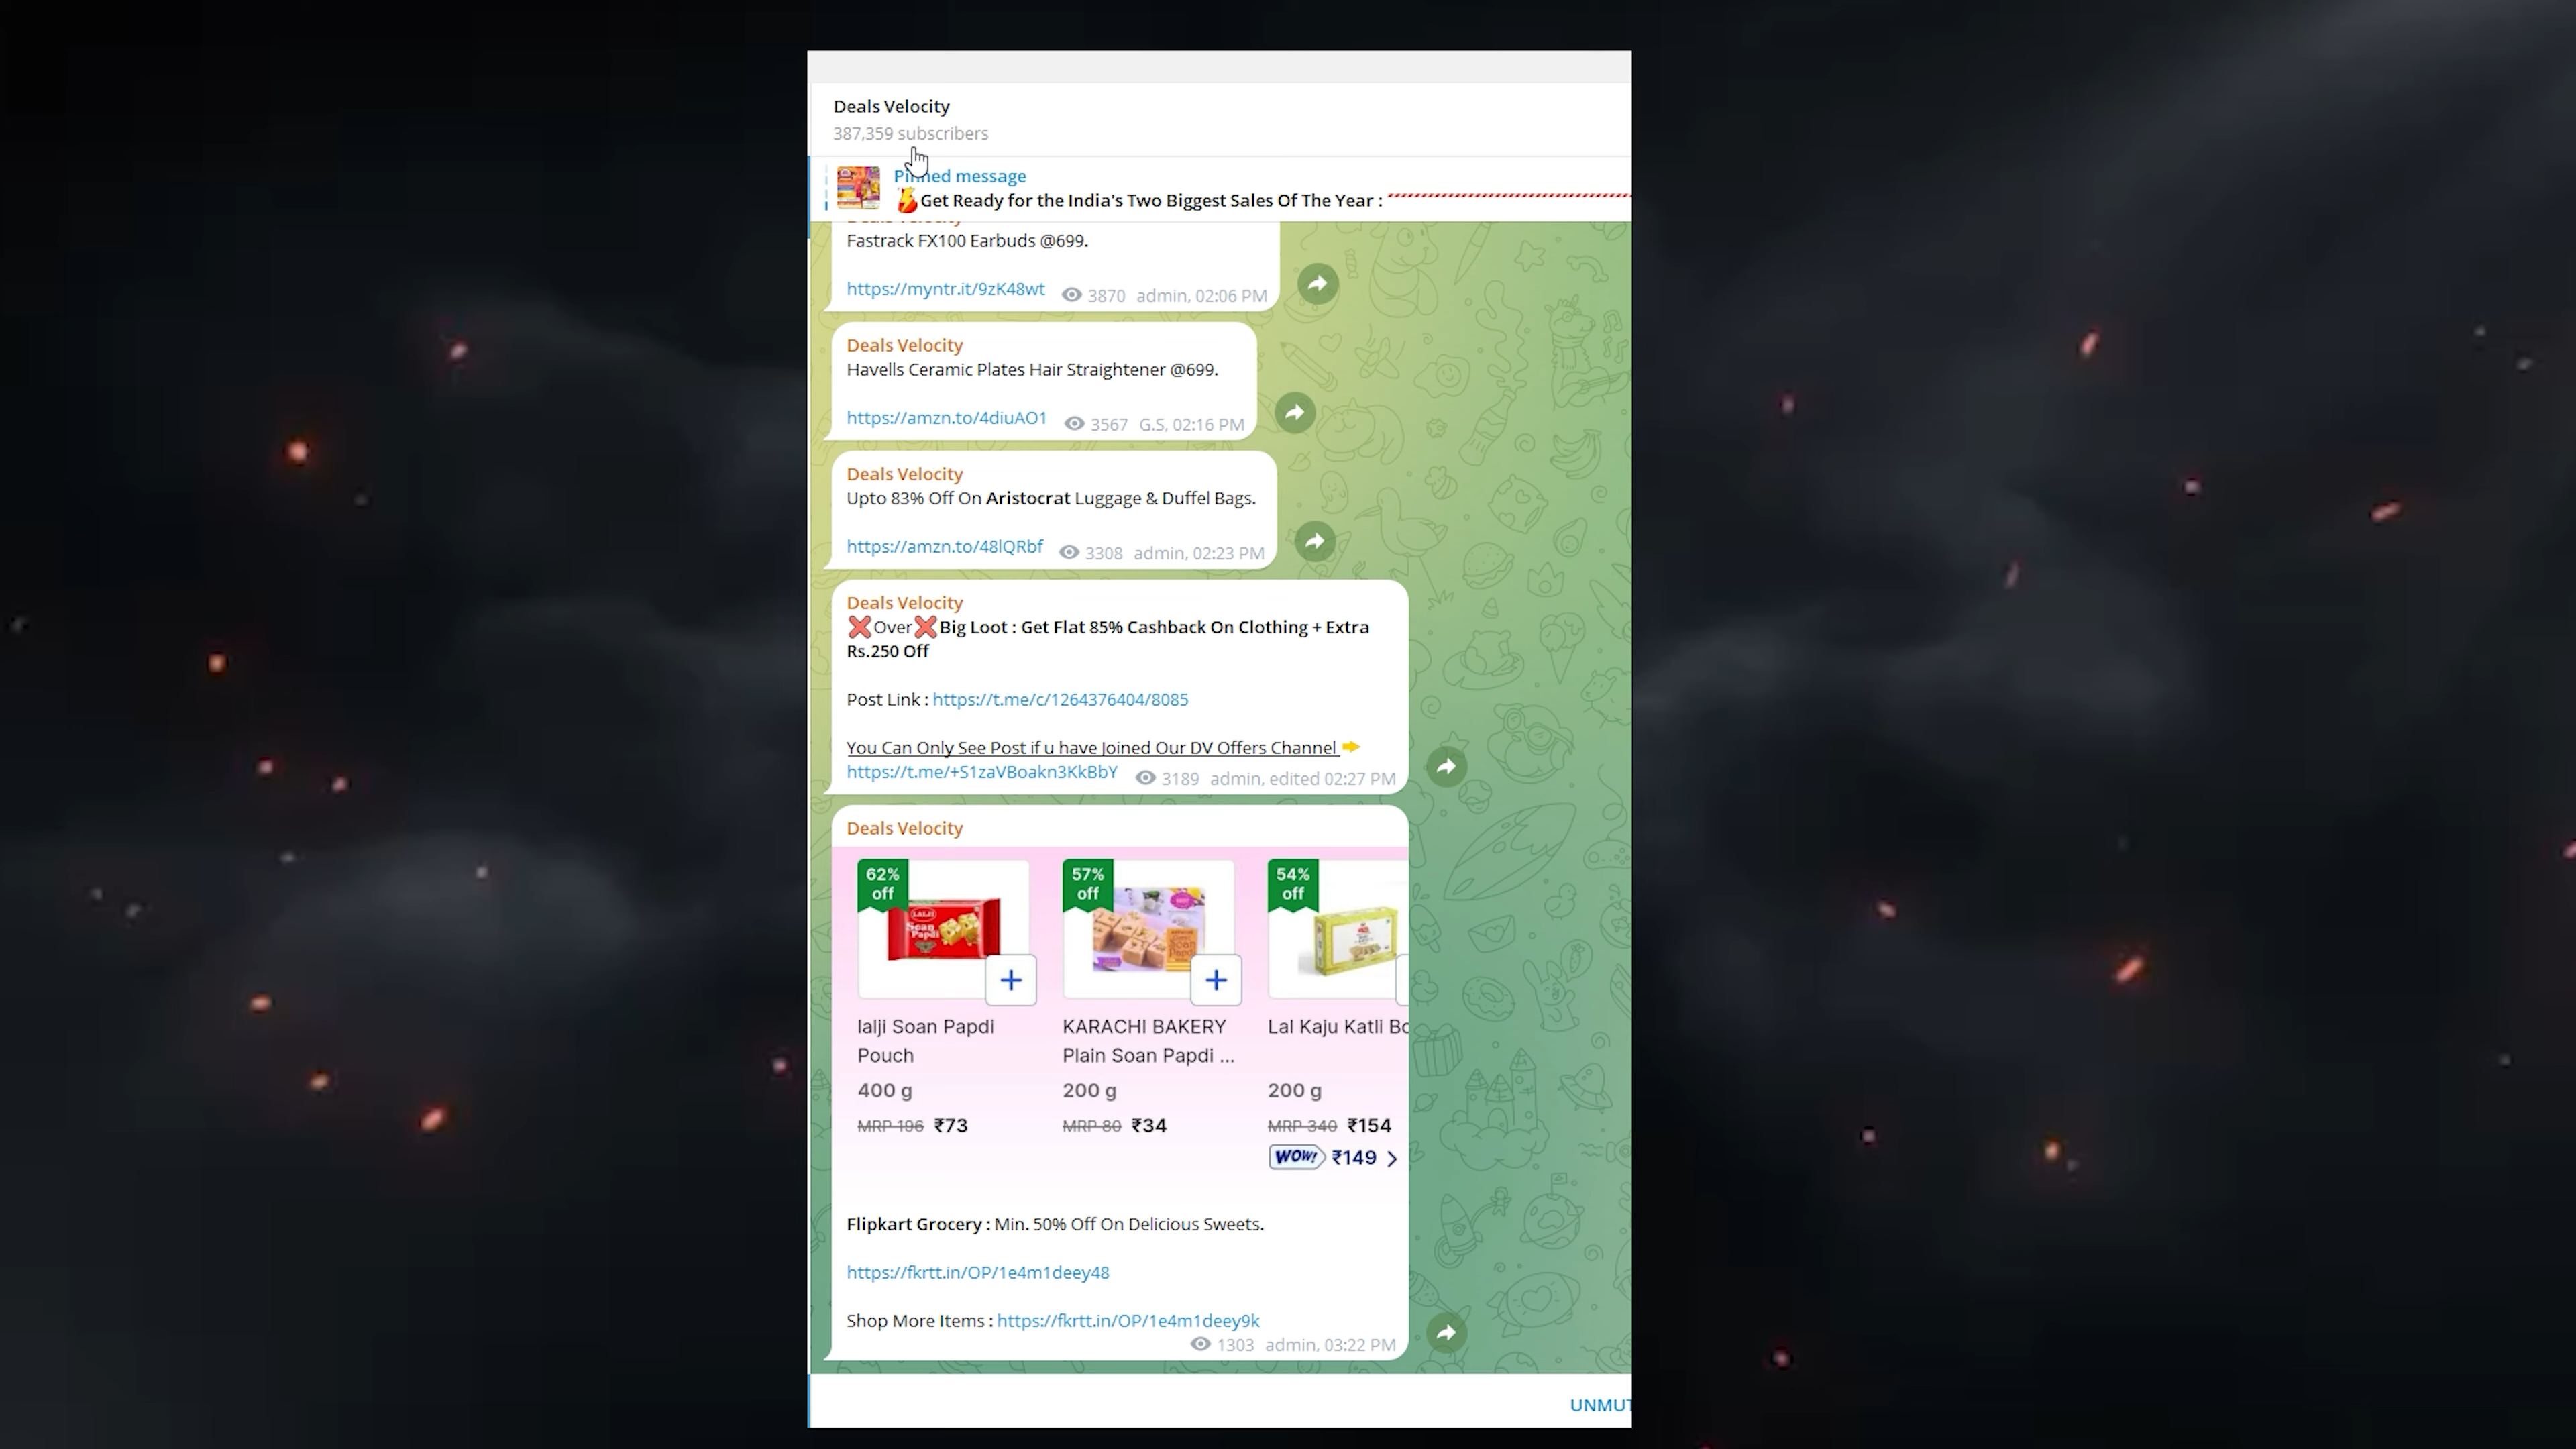 Deals Velocity
387,359 subscribers
Pinned message
Get Ready for the India's Two Biggest Sales Of The Year :
Deals Velocity
Fastrack FX100 Earbuds @699.
https://myntr.it/9zK48wt 3870 admin, 02:06 PM
Deals Velocity
Havells Ceramic Plates Hair Straightener @699.
https://amzn.to/4diuAO1 3567 G.S, 02:16 PM
Deals Velocity
Upto 83% Off On Aristocrat Luggage & Duffel Bags.
https://amzn.to/48lQRbf 3308 admin, 02:23 PM
Deals Velocity
❌Over❌Big Loot : Get Flat 85% Cashback On Clothing + Extra
Rs.250 Off
Post Link : https://t.me/c/1264376404/8085
You Can Only See Post if u have Joined Our DV Offers Channel
https://t.me/+S1zaVBoakn3KkBbY 3189 admin, edited 02:27 PM
Deals Velocity
62% off
57% off
54% off
LALJI
Soan Papdi
Soan Papdi
lalji Soan Papdi
Pouch
400 g
MRP 196 ₹73
KARACHI BAKERY
Plain Soan Papdi ...
200 g
MRP 80 ₹34
Lal Kaju Katli
200 g
MRP 340 ₹154
WOW! ₹149
Flipkart Grocery : Min. 50% Off On Delicious Sweets.
https://fkrtt.in/OP/1e4m1deey48
Shop More Items : https://fkrtt.in/OP/1e4m1deey9k
1303 admin, 03:22 PM
UNMUT